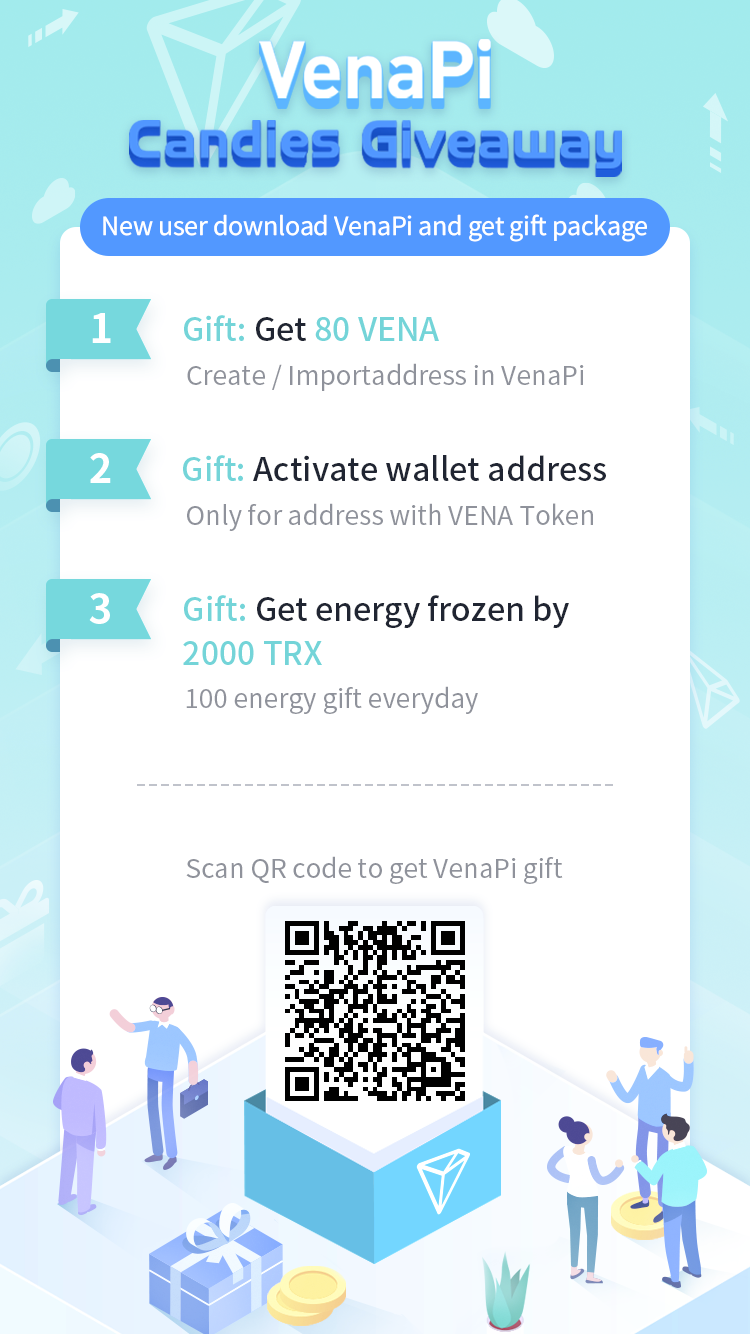 VenaPi
Candies Giveaway
New user download VenaPi and get gift package
1
Gift: Get 80 VENA
Create / Importaddress in VenaPi
2
Gift: Activate wallet address
Only for address with VENA Token
3
Gift: Get energy frozen by
2000 TRX
100 energy gift everyday
Scan QR code to get VenaPi gift